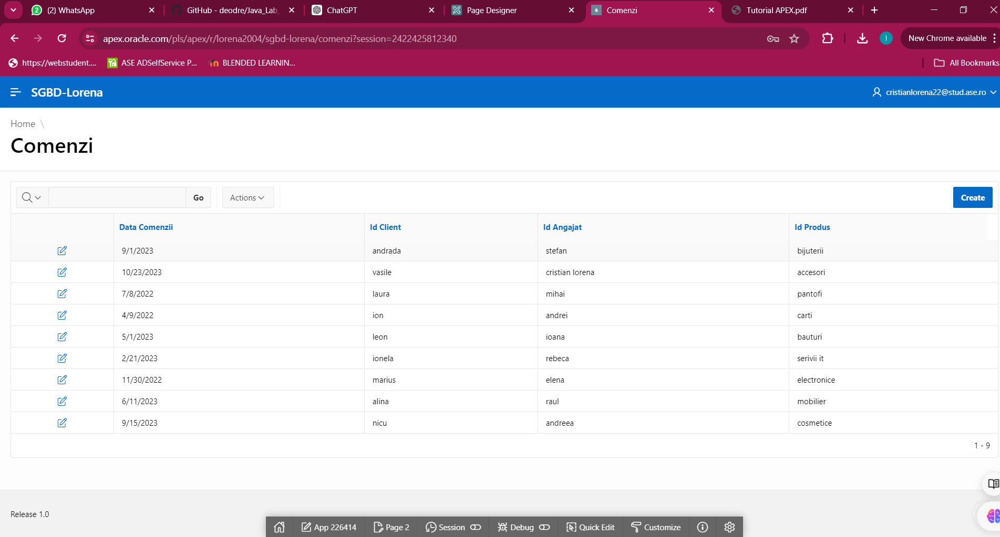 (2) WhatsApp
GitHub - deodre/Java_Lab_
ChatGPT
Page Designer
Comenzi
Tutorial APEX.pdf
apex.oracle.com/pls/apex/r/lorena2004/sgbd-lorena/comenzi?session=2422425812340
New Chrome available
https://webstudent....
ASE ADSelfService P...
BLENDED LEARNIN...
All Bookmarks
SGBD-Lorena
cristianlorena22@stud.ase.ro
Home \
Comenzi
Go
Actions
Create
Data Comenzii Id Client Id Angajat Id Produs
9/1/2023 andrada stefan bijuterii
10/23/2023 vasile cristian lorena accesori
7/8/2022 laura mihai pantofi
4/9/2022 ion andrei carti
5/1/2023 leon ioana bauturi
2/21/2023 ionela rebeca serivii it
11/30/2022 marius elena electronice
6/11/2023 alina raul mobilier
9/15/2023 nicu andreea cosmetice
1 - 9
Release 1.0
App 226414 Page 2 Session Debug Quick Edit Customize